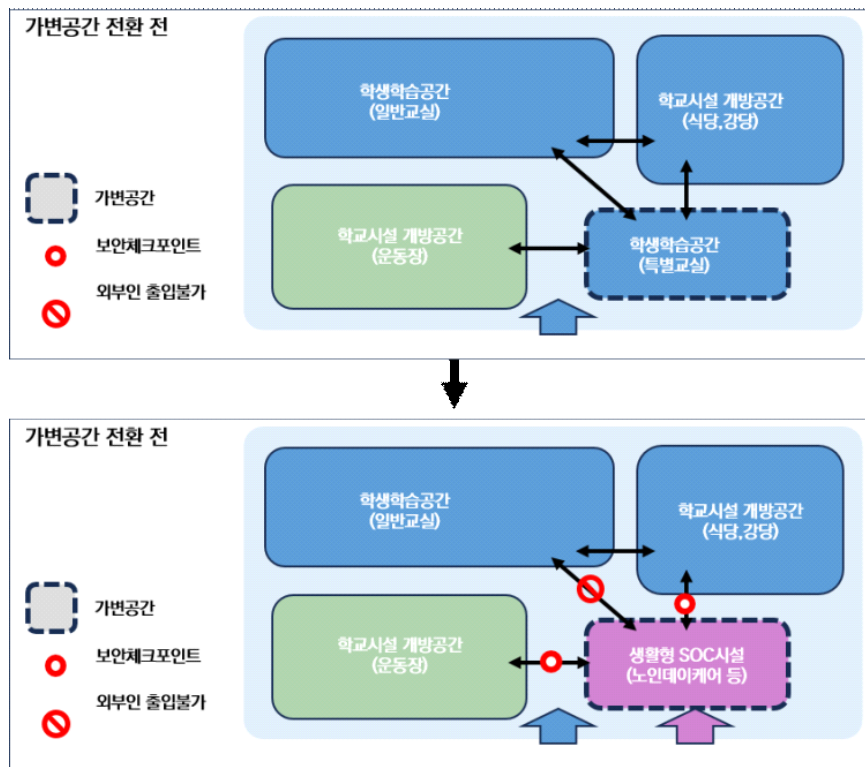 가변공간 전환 전
학생학습공간
(일반교실)
학교시설 개방공간
(식당,강당)
가변공간
보안체크포인트
외부인 출입불가
학교시설 개방공간
(운동장)
학생학습공간
(특별교실)
가변공간 전환 전
학생학습공간
(일반교실)
학교시설 개방공간
(식당,강당)
가변공간
보안체크포인트
외부인 출입불가
학교시설 개방공간
(운동장)
생활형 SOC시설
(노인데이케어 등)